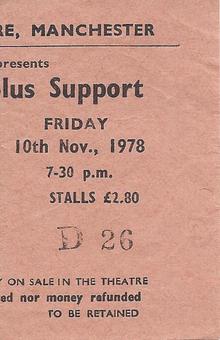 RE, MANCHESTER
presents
lus Support
FRIDAY
10th Nov., 1978
7-30 p.m.
STALLS £2.80
D 26
Y ON SALE IN THE THEATRE
ed nor money refunded
TO BE RETAINED